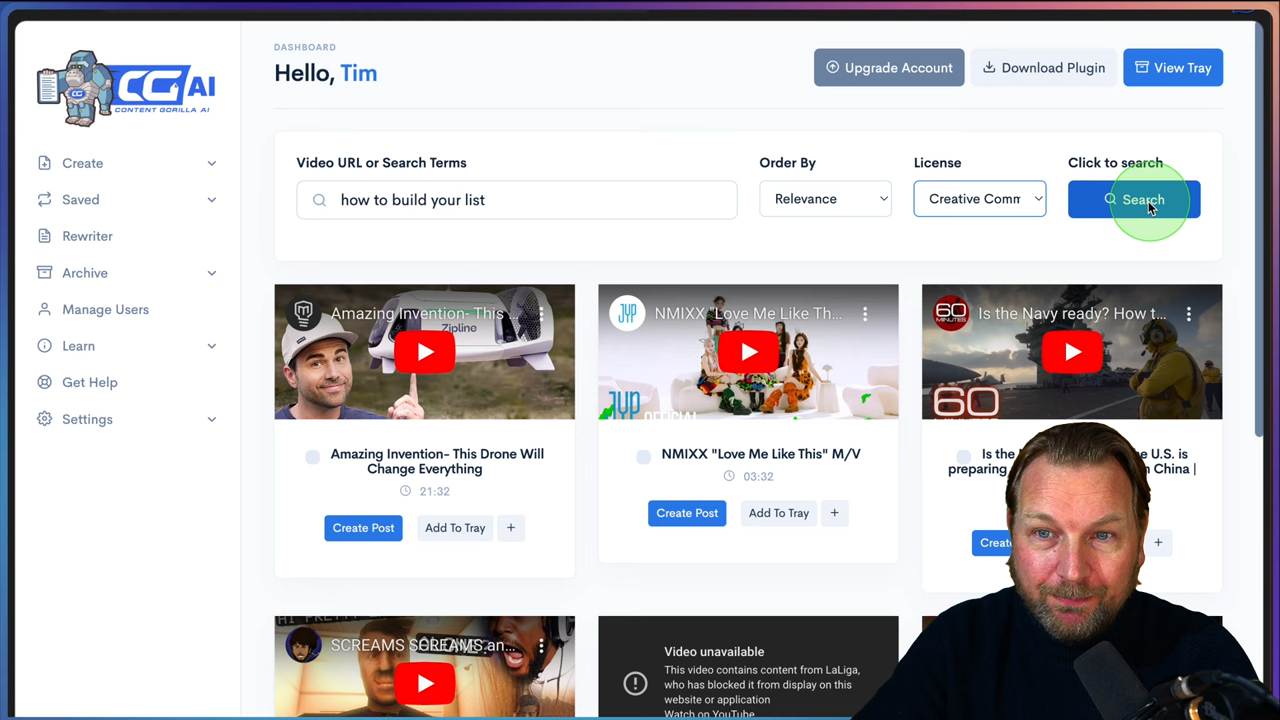 DASHBOARD
Hello, Tim
Upgrade Account
Download Plugin
View Tray
CG AI
CONTENT GORILLA AI
Create
Saved
Rewriter
Archive
Manage Users
Learn
Get Help
Settings
Video URL or Search Terms
Order By
License
Click to search
how to build your list
Relevance
Creative Comm
Search
Amazing Invention- This ...
Zipline
NMIXX "Love Me Like Th...
JYP
JYP OFFICIAL
Is the Navy ready? How t...
60 MINUTES
60
Amazing Invention- This Drone Will
Change Everything
21:32
Create Post
Add To Tray
+
NMIXX "Love Me Like This" M/V
03:32
Create Post
Add To Tray
+
Is the
U.S. is
preparing
China |
+
SCREAMS SCREAMS an...
Video unavailable
This video contains content from LaLiga,
who has blocked it from display on this
website or application
Watch on YouTube